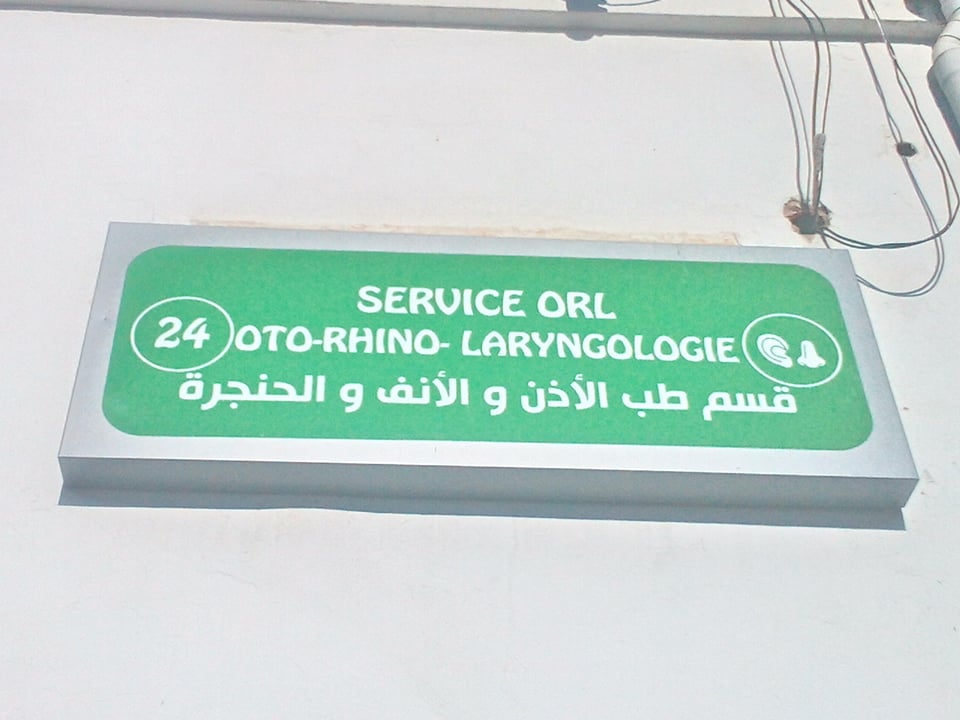 SERVICE ORL
24 OTO-RHINO- LARYNGOLOGIE
قسم طب الأذن و الأنف و الحنجرة